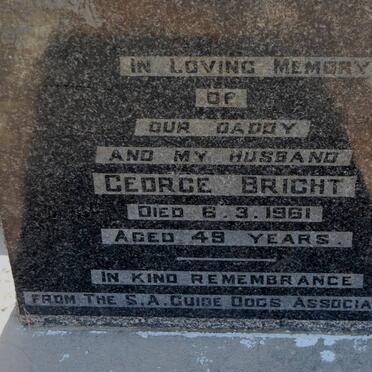 IN LOVING MEMORY
OF
OUR DADDY
AND MY HUSBAND
GEORGE BRIGHT
DIED 6.3.1961
AGED 49 YEARS.
IN KIND REMEMBRANCE
FROM THE S.A. GUIDE DOGS ASSOCIA